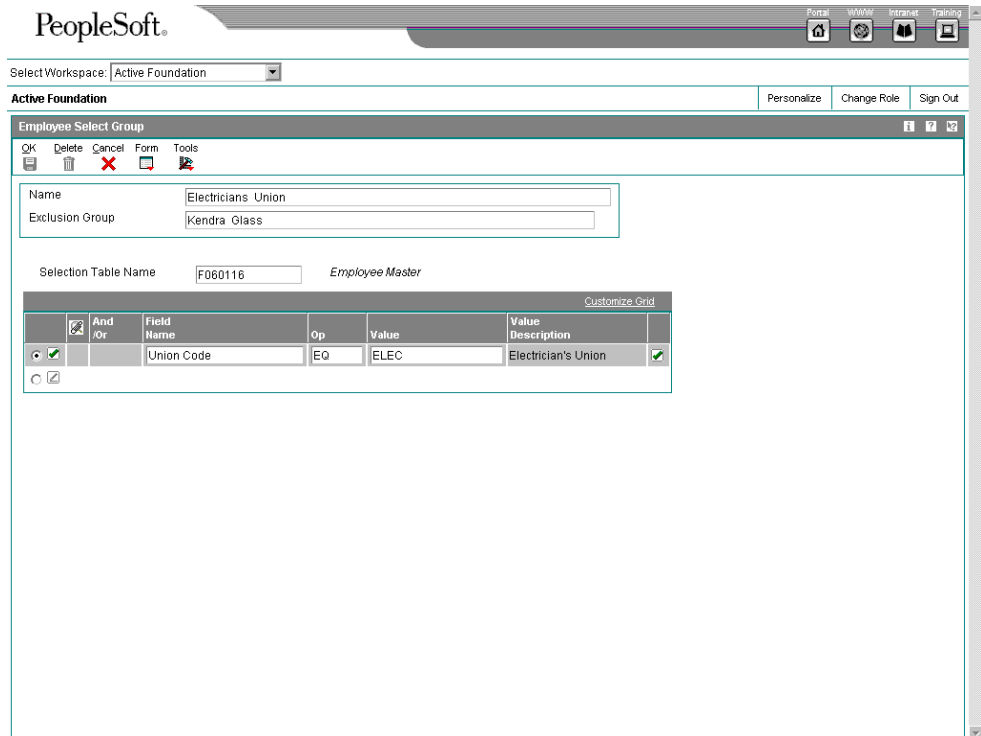 PeopleSoft®
Portal WWW Intranet Training
Select Workspace: Active Foundation
Active Foundation Personalize Change Role Sign Out
Employee Select Group
OK Delete Cancel Form Tools
Name Electricians Union
Exclusion Group Kendra Glass
Selection Table Name F060116 Employee Master
Customize Grid
And /Or Field Name Op Value Value Description
Union Code EQ ELEC Electrician's Union